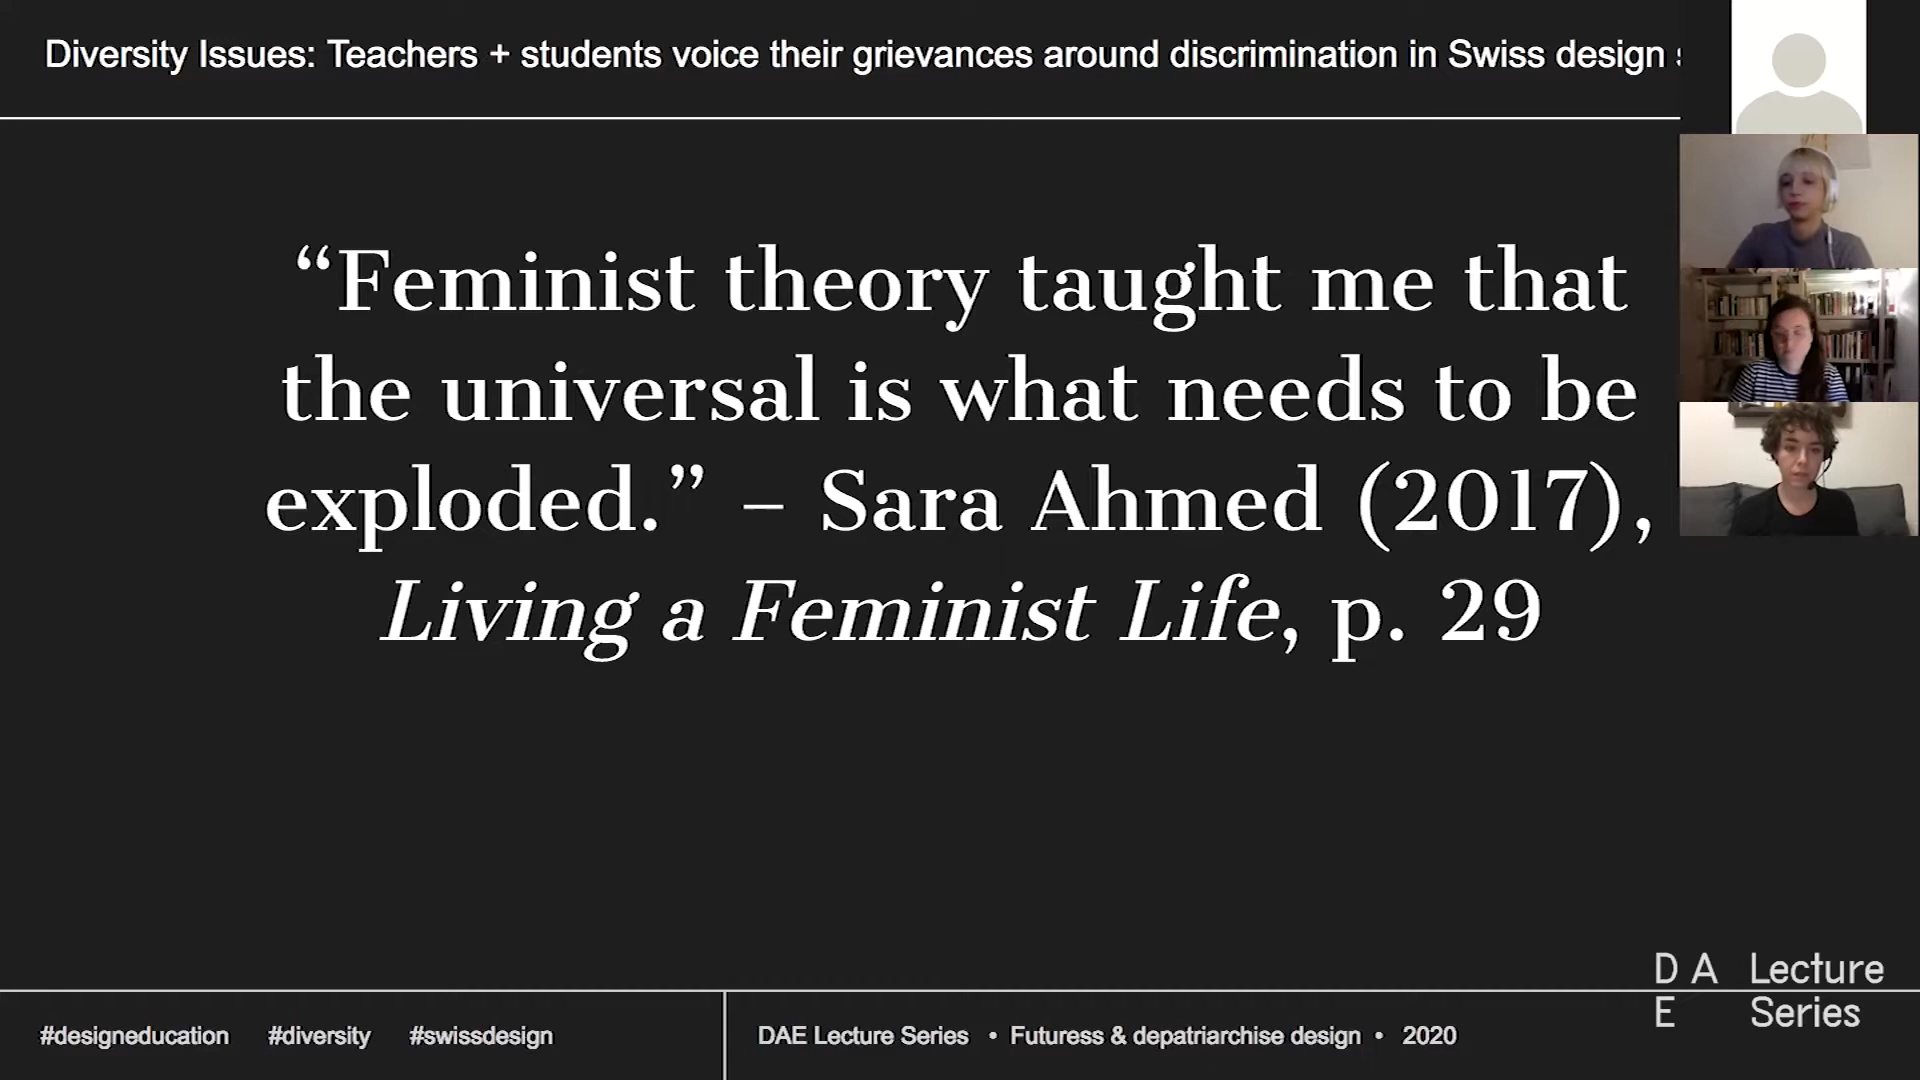 Diversity Issues: Teachers + students voice their grievances around discrimination in Swiss design
“Feminist theory taught me that
the universal is what needs to be
exploded.” – Sara Ahmed (2017),
Living a Feminist Life, p. 29
#designeducation #diversity #swissdesign
DAE Lecture Series • Futuress & depatriarchise design • 2020
D A Lecture
E Series